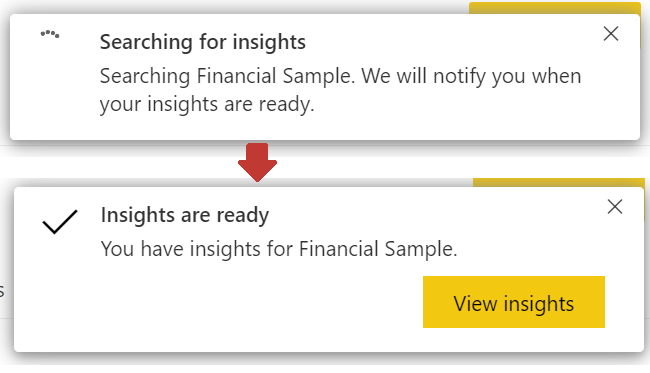 Searching for insights
Searching Financial Sample. We will notify you when
your insights are ready.
Insights are ready
You have insights for Financial Sample.
s
View insights